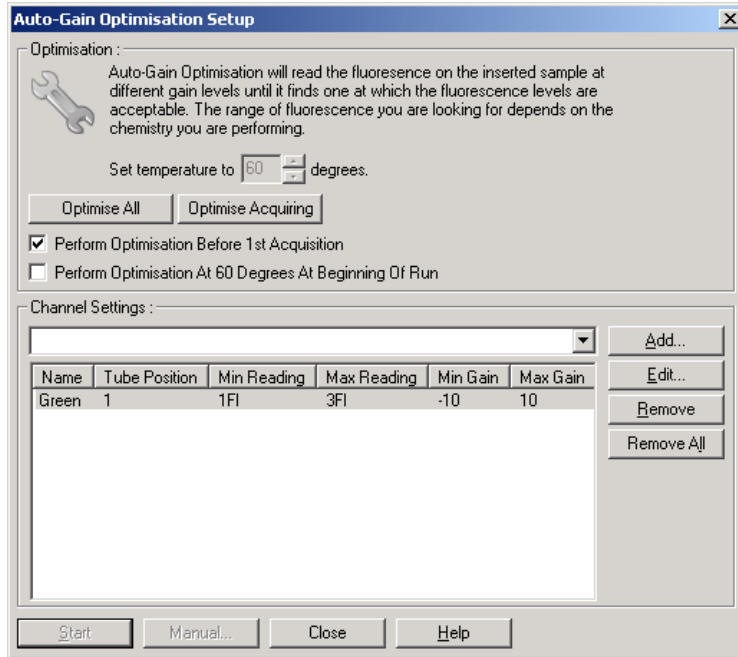 Auto-Gain Optimisation Setup
Optimisation :
Auto-Gain Optimisation will read the fluoresence on the inserted sample at
different gain levels until it finds one at which the fluorescence levels are
acceptable. The range of fluorescence you are looking for depends on the
chemistry you are performing.
Set temperature to 60 degrees.
Optimise All Optimise Acquiring
Perform Optimisation Before 1st Acquisition
Perform Optimisation At 60 Degrees At Beginning Of Run
Channel Settings :
Add...
Name Tube Position Min Reading Max Reading Min Gain Max Gain
Edit...
Green 1 1Fl 3Fl -10 10
Remove
Remove All
Start Manual... Close Help